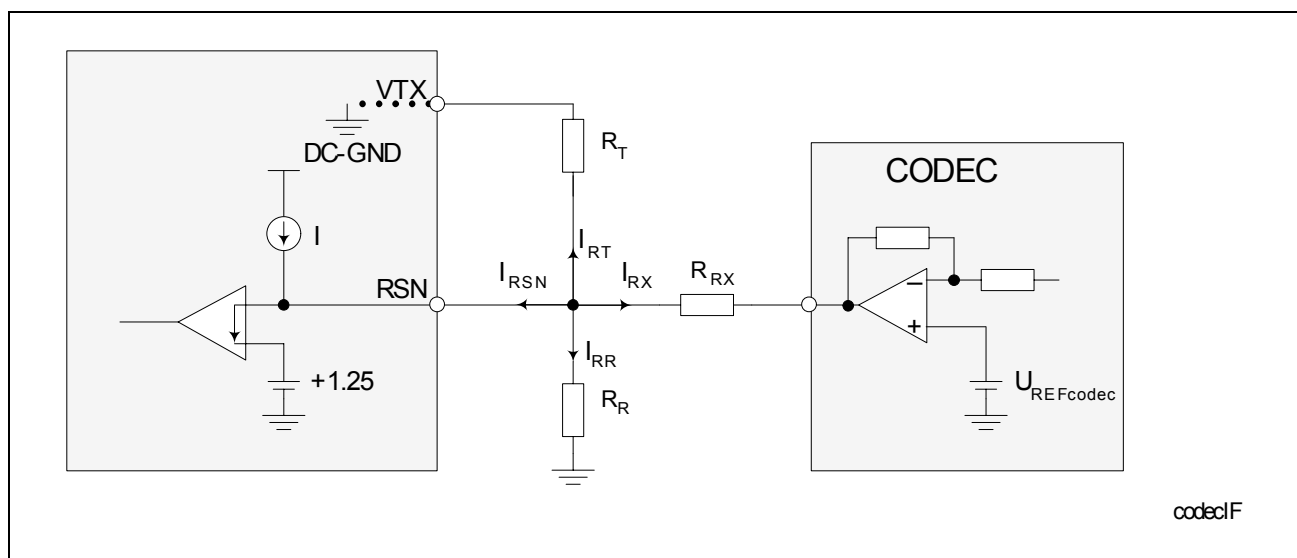 VTX
DC-GND
R_T
CODEC
I
I_RT
I_RX
R_RX
RSN
I_RSN
−
+
+1.25
I_RR
R_R
U_REFcodec
codecIF